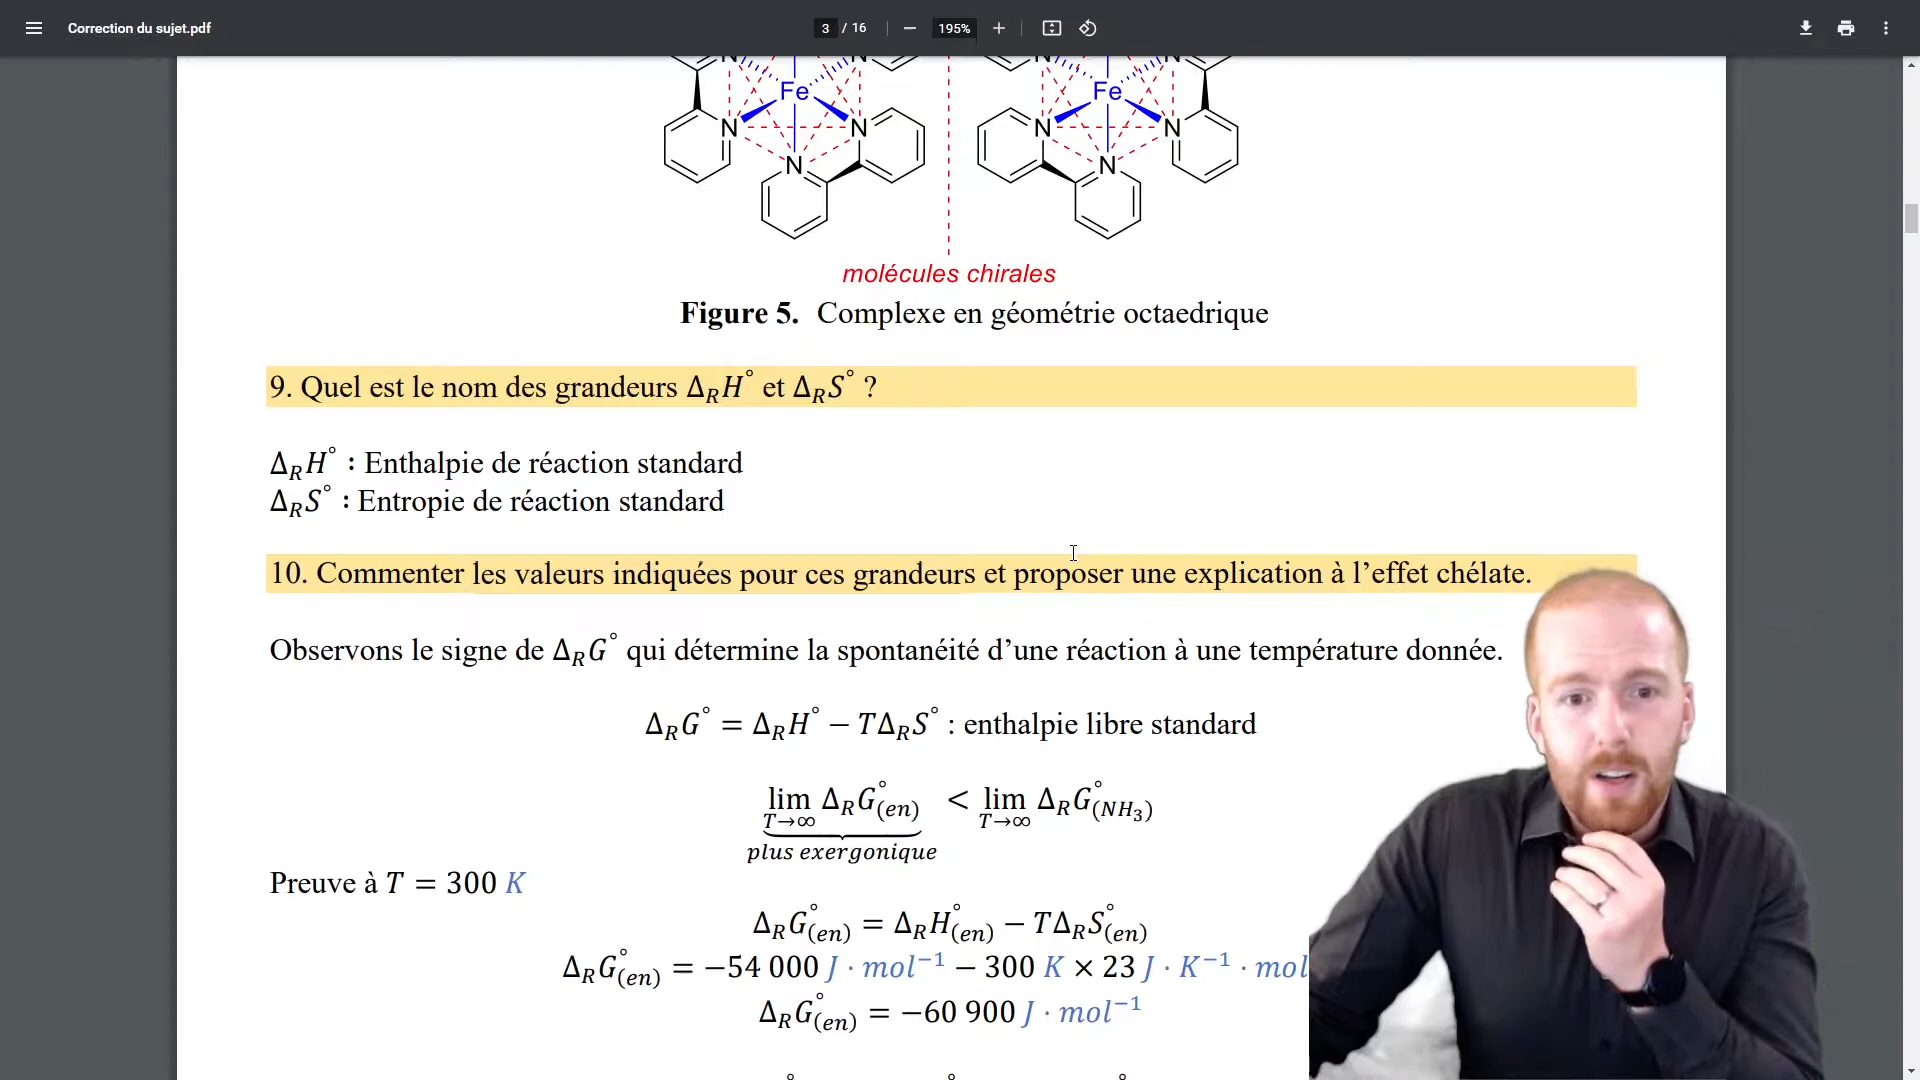 Correction du sujet.pdf
3 / 16
195%
N N N N
Fe Fe
N N N N
N N
molécules chirales
Figure 5. Complexe en géométrie octaedrique
9. Quel est le nom des grandeurs Δ_R H° et Δ_R S° ?
Δ_R H° : Enthalpie de réaction standard
Δ_R S° : Entropie de réaction standard
10. Commenter les valeurs indiquées pour ces grandeurs et proposer une explication à l’effet chélate.
Observons le signe de Δ_R G° qui détermine la spontanéité d’une réaction à une température donnée.
Δ_R G° = Δ_R H° − TΔ_R S° : enthalpie libre standard
lim Δ_R G°_(en) < lim Δ_R G°_(NH₃)
T→∞ T→∞
plus exergonique
Preuve à T = 300 K
Δ_R G°_(en) = Δ_R H°_(en) − TΔ_R S°_(en)
Δ_R G°_(en) = −54 000 J · mol⁻¹ − 300 K × 23 J · K⁻¹ · mol
Δ_R G°_(en) = −60 900 J · mol⁻¹